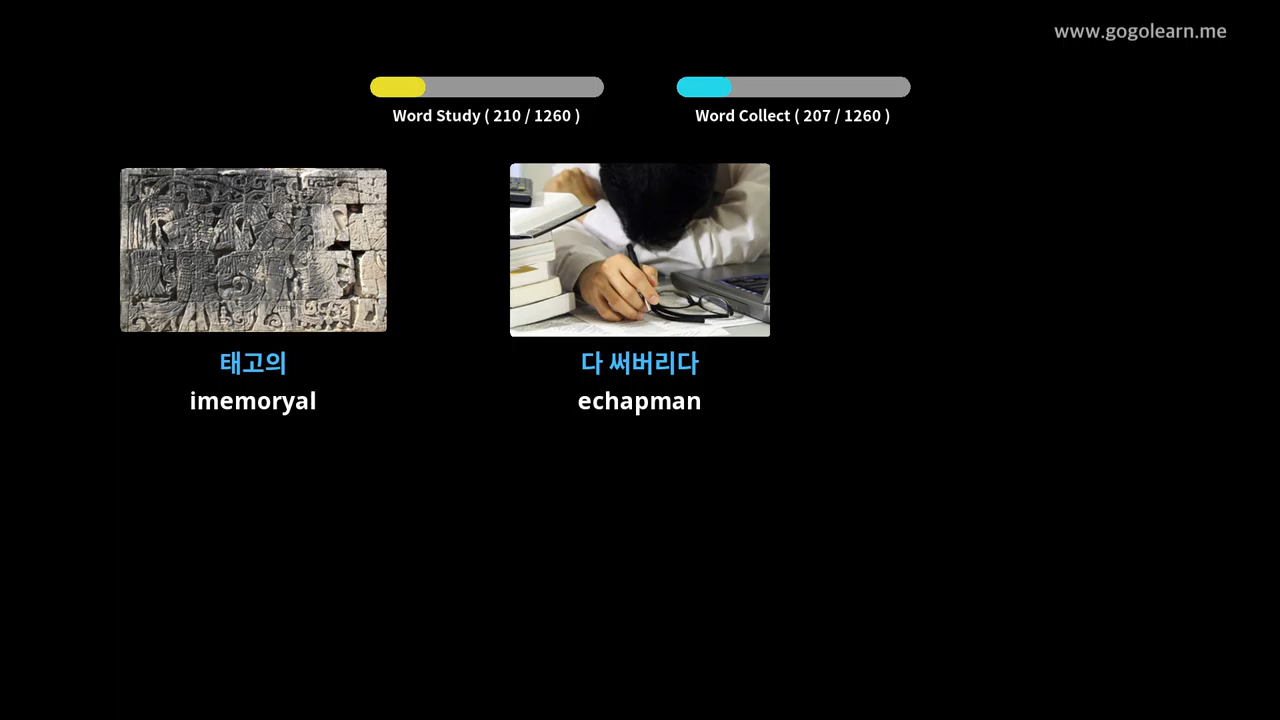 www.gogolearn.me
Word Study ( 210 / 1260 )
Word Collect ( 207 / 1260 )
태고의
다 써버리다
imemoryal
echapman